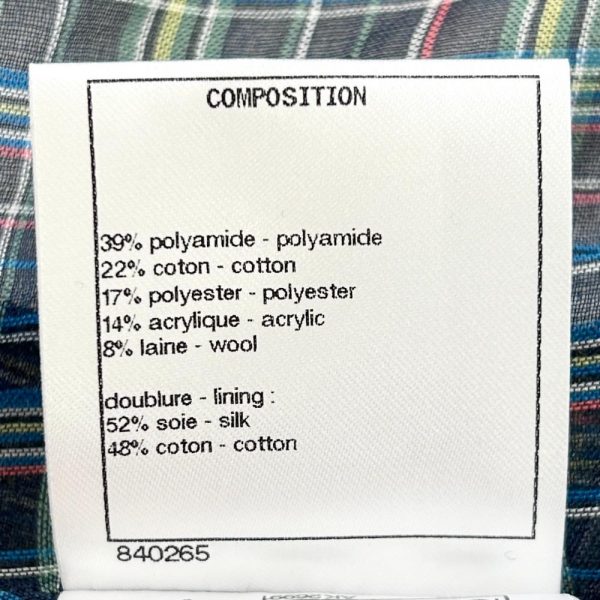 COMPOSITION
39% polyamide - polyamide
22% coton - cotton
17% polyester - polyester
14% acrylique - acrylic
8% laine - wool
doublure - lining :
52% soie - silk
48% coton - cotton
840265